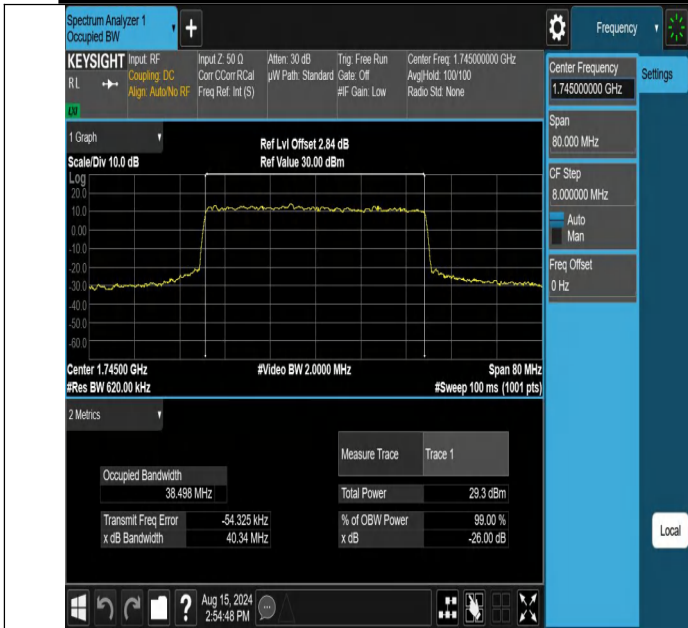 Spectrum Analyzer 1
Occupied BW
Frequency
KEYSIGHT
RL
LXI
Input: RF
Coupling: DC
Align: Auto/No RF
Input Z: 50 Ω
Corr CCorr RCal
Freq Ref: Int (S)
Atten: 30 dB
µW Path: Standard
Trig: Free Run
Gate: Off
#IF Gain: Low
Center Freq: 1.745000000 GHz
Avg|Hold: 100/100
Radio Std: None
Center Frequency
1.745000000 GHz
Settings
Span
80.000 MHz
CF Step
8.000000 MHz
Auto
Man
Freq Offset
0 Hz
Local
1 Graph
Scale/Div 10.0 dB
Ref Lvl Offset 2.84 dB
Ref Value 30.00 dBm
Log
20.0
10.0
0.00
-10.0
-20.0
-30.0
-40.0
-50.0
-60.0
Center 1.74500 GHz
#Video BW 2.0000 MHz
Span 80 MHz
#Res BW 620.00 kHz
#Sweep 100 ms (1001 pts)
2 Metrics
Measure Trace
Trace 1
Occupied Bandwidth
38.498 MHz
Total Power
29.3 dBm
Transmit Freq Error
-54.325 kHz
% of OBW Power
99.00 %
x dB Bandwidth
40.34 MHz
x dB
-26.00 dB
?
Aug 15, 2024
2:54:48 PM